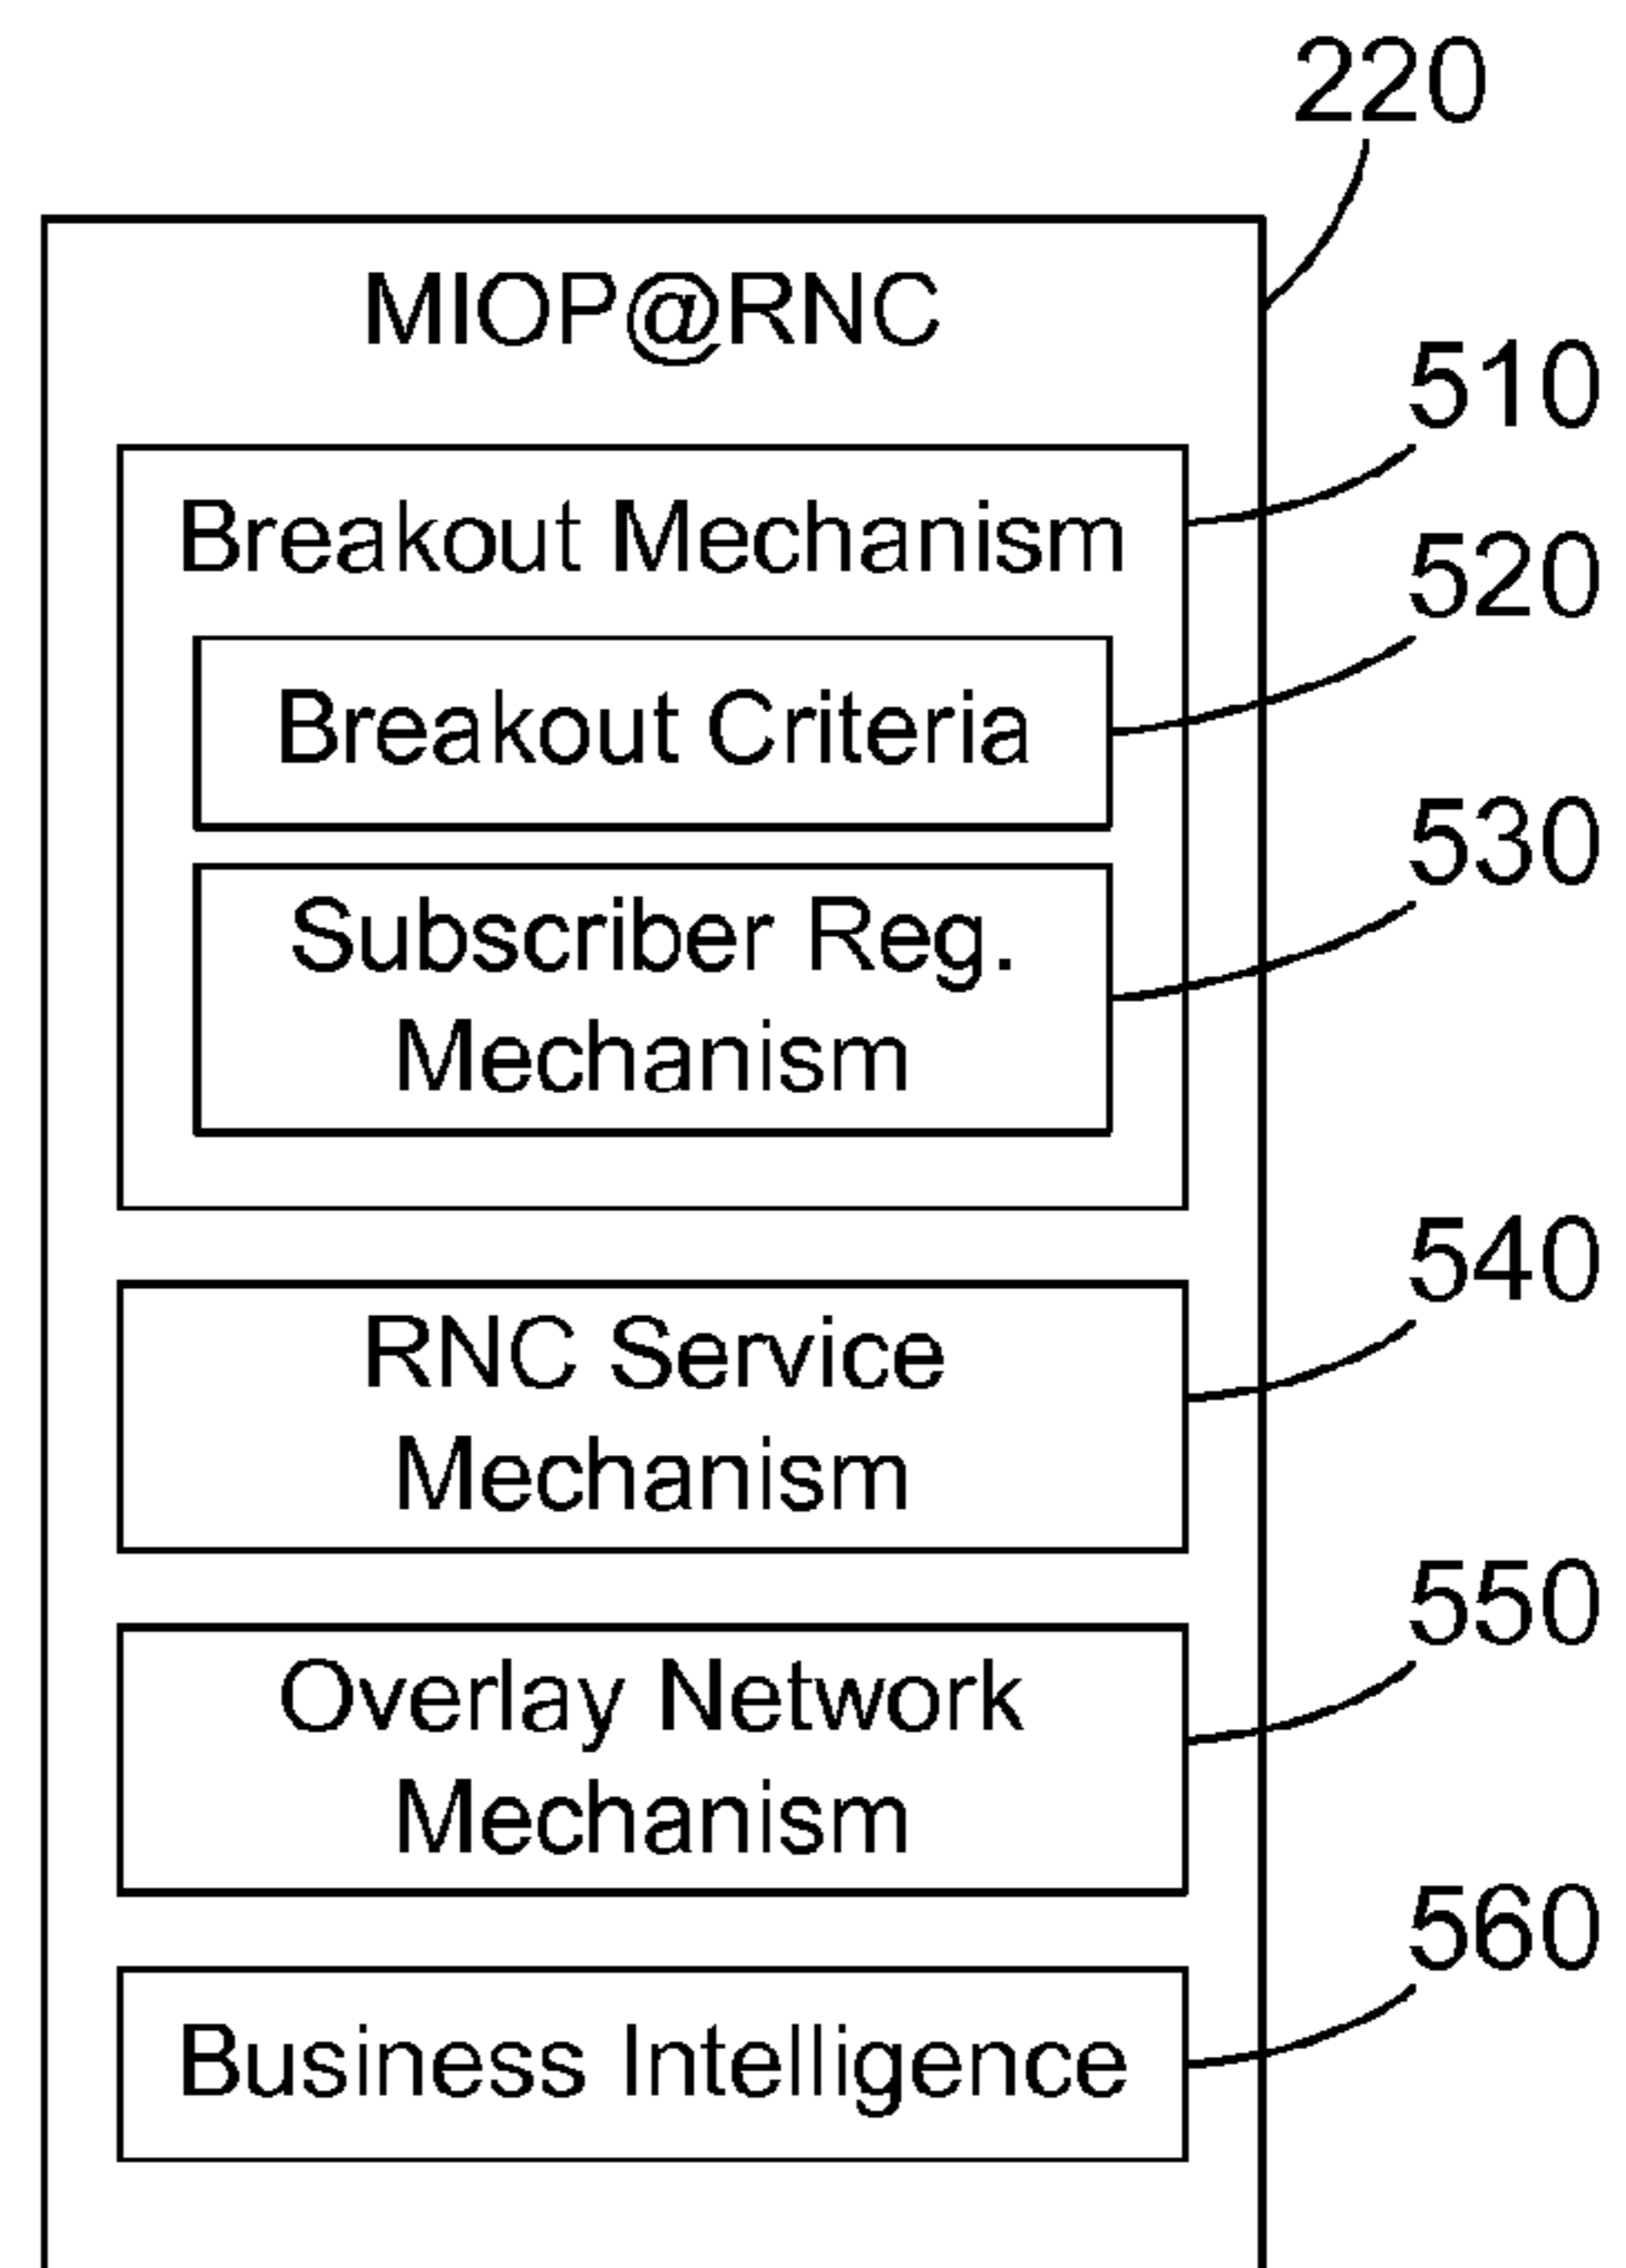 220
MIOP@RNC
510
Breakout Mechanism
520
Breakout Criteria
530
Subscriber Reg.
Mechanism
540
RNC Service
Mechanism
550
Overlay Network
Mechanism
560
Business Intelligence